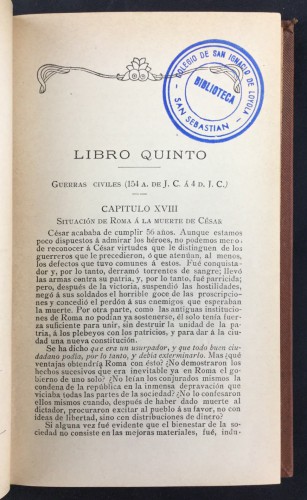 COLEGIO DE SAN IGNACIO DE LOYOLA
BIBLIOTECA
SAN SEBASTIAN
LIBRO QUINTO
GUERRAS CIVILES (154 A. DE J. C. Á 4 D. J. C.)
CAPITULO XVIII
SITUACIÓN DE ROMA Á LA MUERTE DE CÉSAR
César acababa de cumplir 56 años. Aunque estamos
poco dispuestos á admirar los héroes, no podemos meno.
de reconocer á César virtudes que le distinguen de los
guerreros que le precedieron, ó que atenúan, al menos,
los defectos que tuvo comunes á estos. Fué conquista-
dor y, por lo tanto, derramó torrentes de sangre; llevó
las armas contra su patria, y, por lo tanto, fué parricida;
pero, después de la victoria, suspendió las hostilidades,
negó á sus soldados el horrible goce de las proscripcio-
nes y concedió el perdón á sus enemigos que esperaban
la muerte. Por otra parte, como las antiguas institucio-
nes de Roma no podían ya sostenerse, él solo tenía fuer-
zas suficiente para unir, sin destruir la unidad de la pa-
tria, á los plebeyos con los patricios, y para dar á la ciu-
dad una nueva constitución.
Se ha dicho que era un usurpador, y que todo buen ciu-
dadano podía, por lo tanto, y debía exterminarlo. Mas ¿qué
ventajas obtendría Roma con ésto? ¿No demostraron los
hechos sucesivos que era inevitable ya en Roma el go-
bierno de uno solo? ¿No leían los conjurados mismos la
condena de la república en la inmensa depravación que
viciaba todas las partes de la sociedad? ¿No lo confesaron
ellos mismos cuando, después de haber dado muerte al
dictador, procuraron excitar al pueblo á su favor, no con
ideas de libertad, sino con distribuciones de dinero?
Si alguna vez fué evidente que el bienestar de la so-
ciedad no consiste en las mejoras materiales, fué, indu-